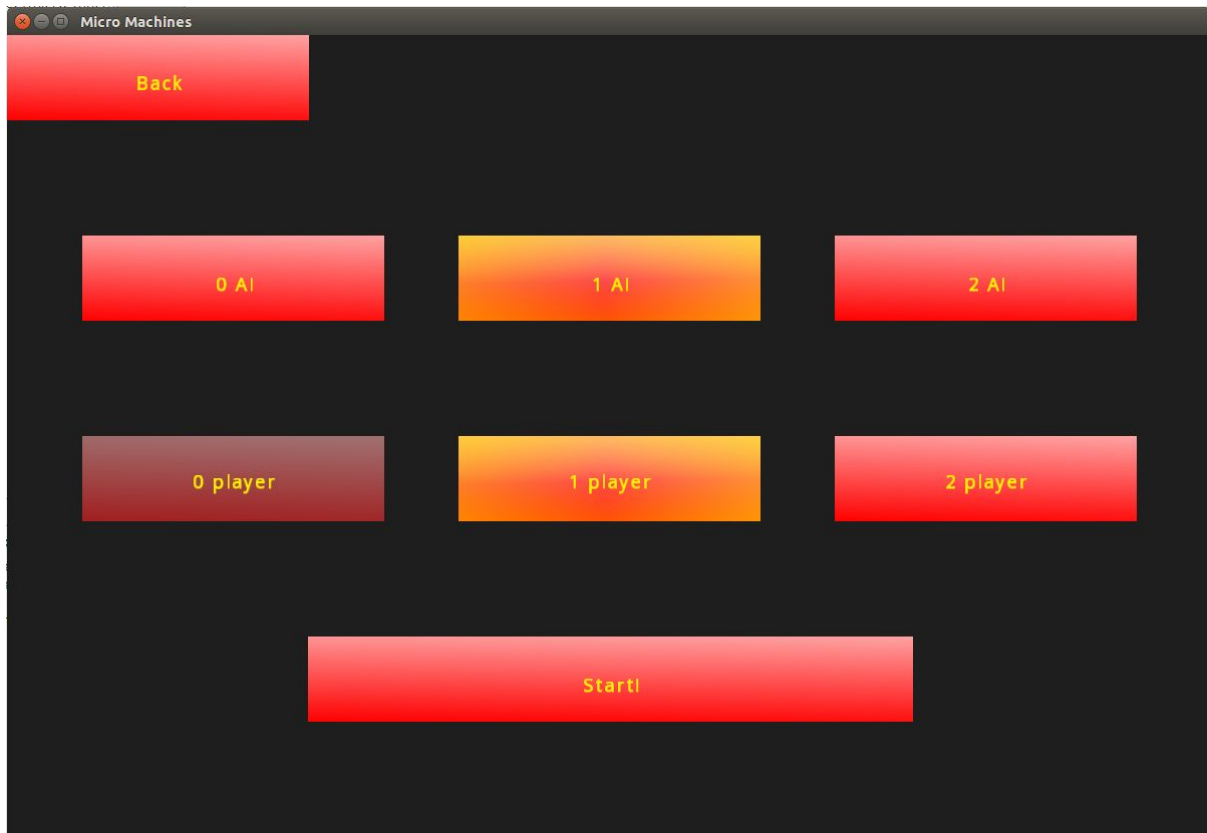 Micro Machines
Back
0 AI
1 AI
2 AI
0 player
1 player
2 player
Start!